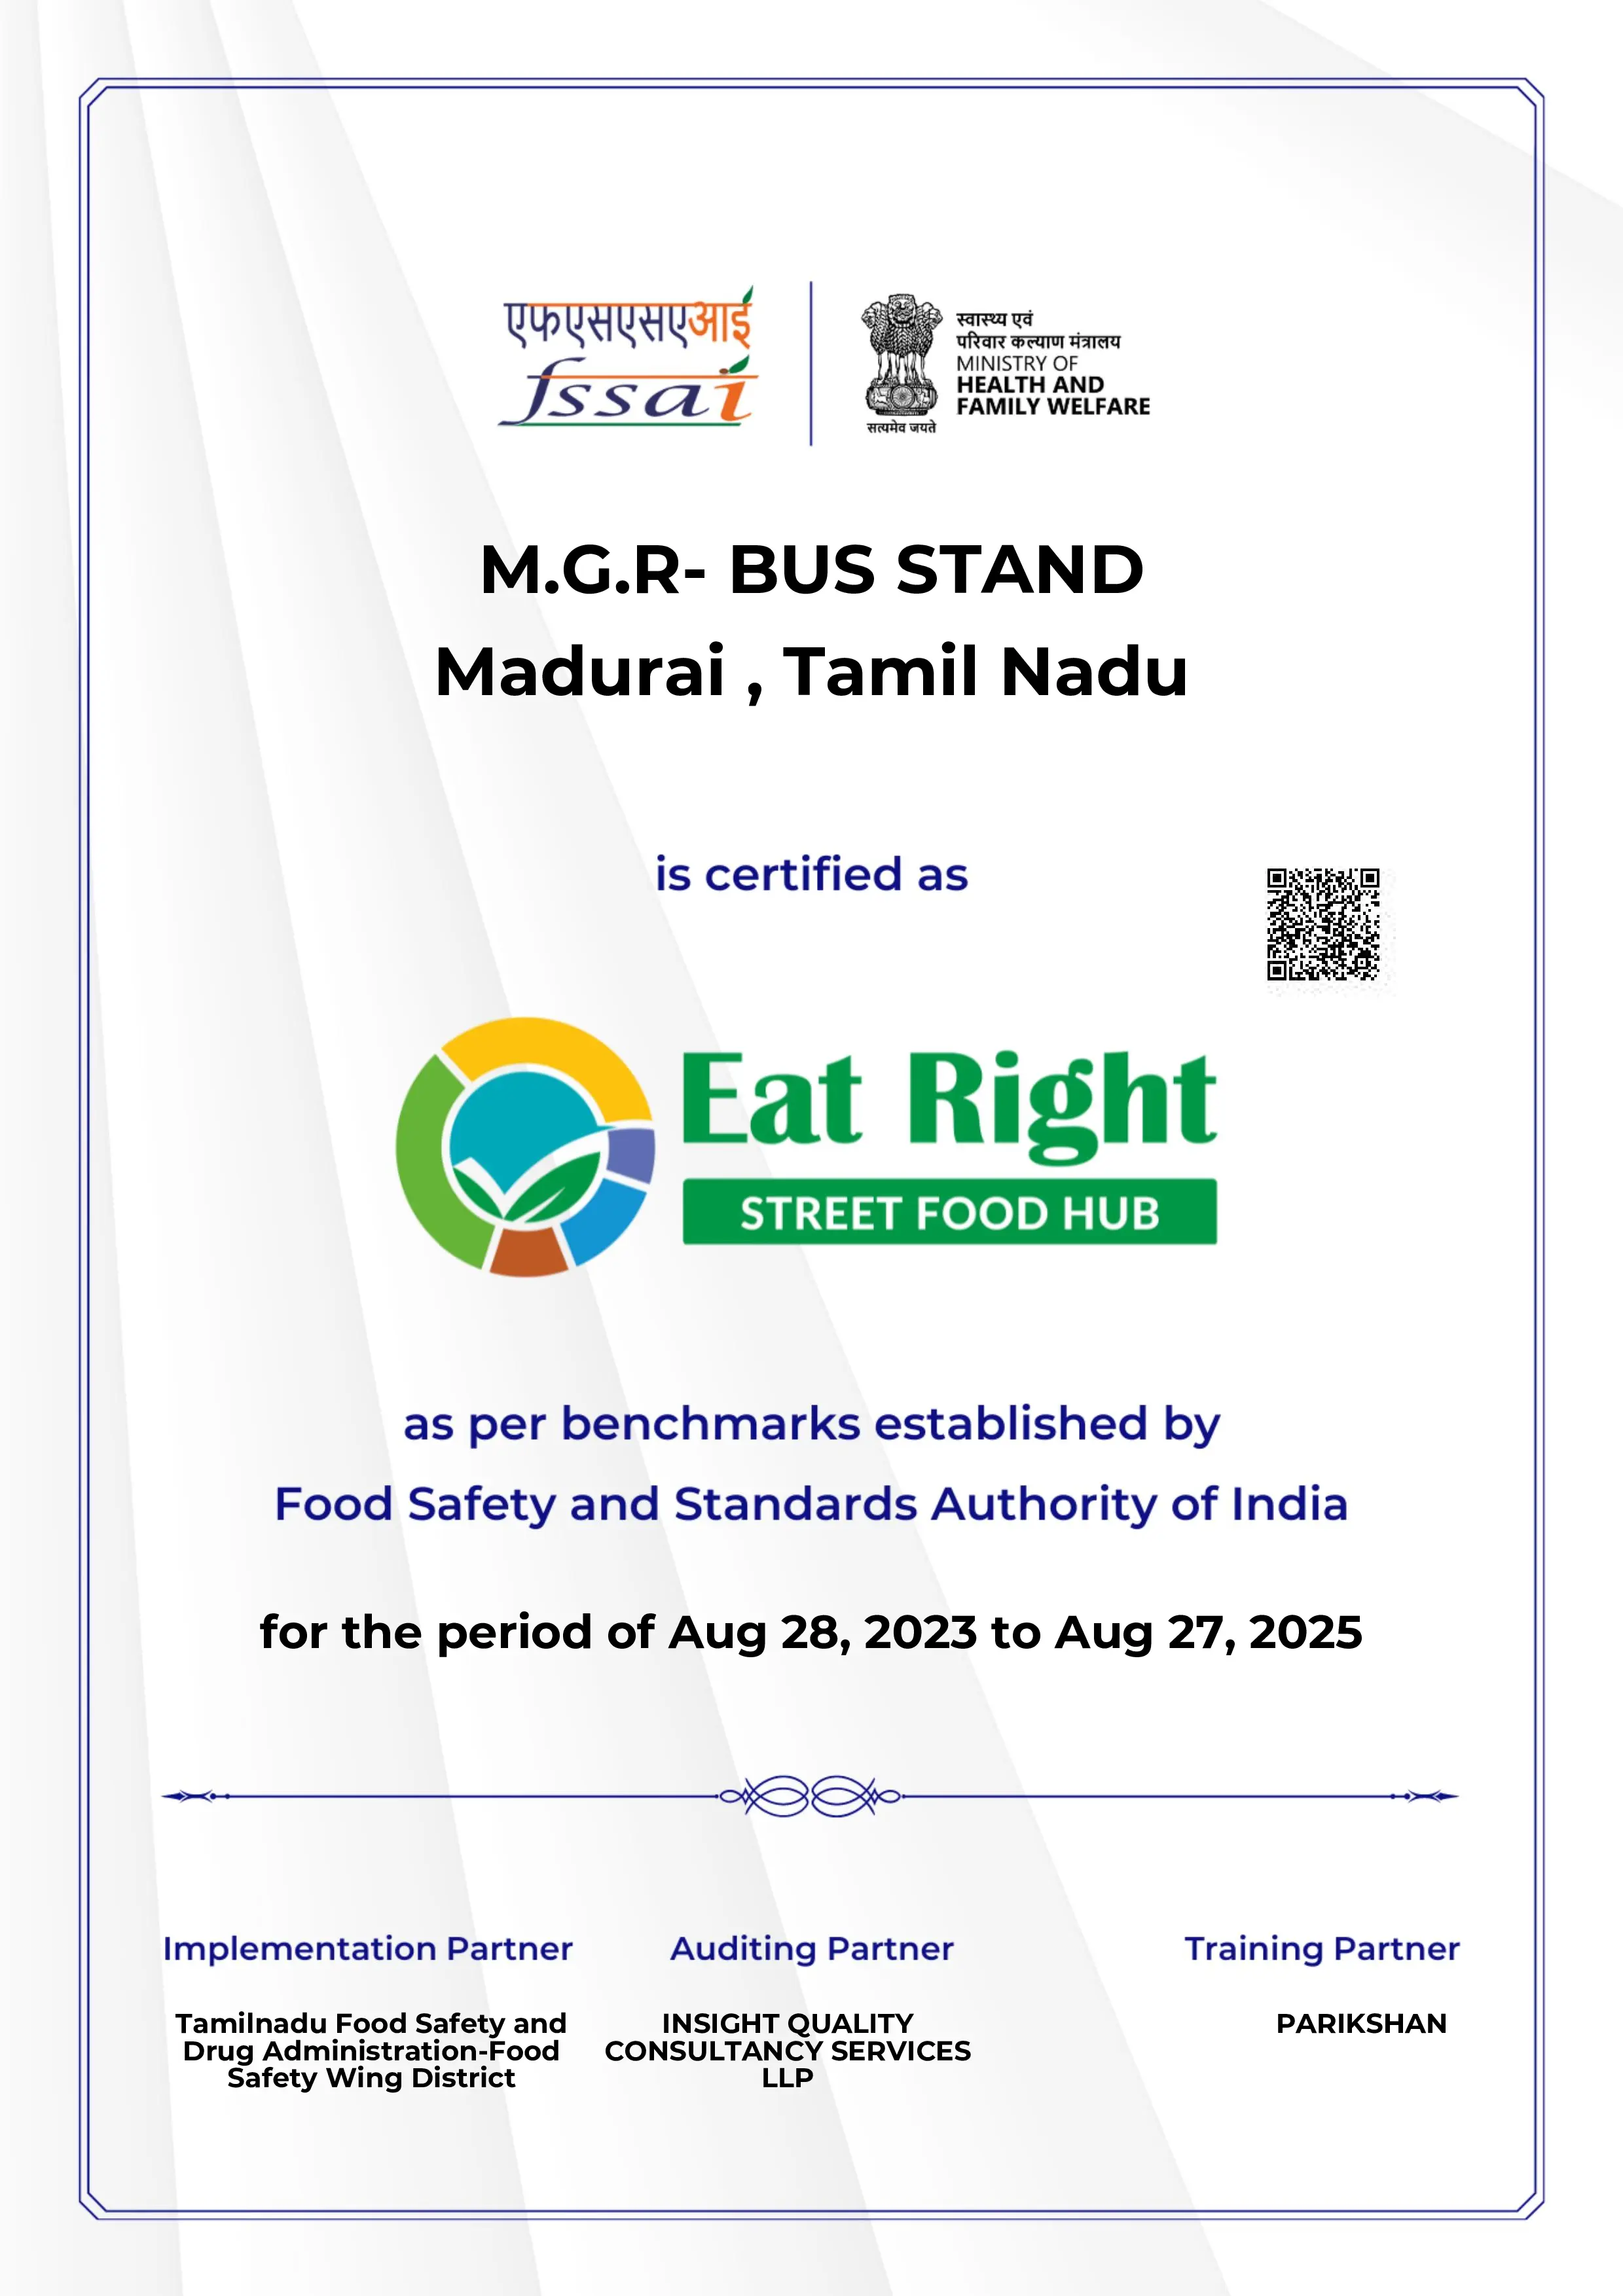 एफएसएसएआई
fssai
स्वास्थ्य एवं
परिवार कल्याण मंत्रालय
MINISTRY OF
HEALTH AND
FAMILY WELFARE
सत्यमेव जयते
M.G.R- BUS STAND
Madurai , Tamil Nadu
is certified as
Eat Right
STREET FOOD HUB
as per benchmarks established by
Food Safety and Standards Authority of India
for the period of Aug 28, 2023 to Aug 27, 2025
Implementation Partner
Tamilnadu Food Safety and
Drug Administration-Food
Safety Wing District
Auditing Partner
INSIGHT QUALITY
CONSULTANCY SERVICES
LLP
Training Partner
PARIKSHAN